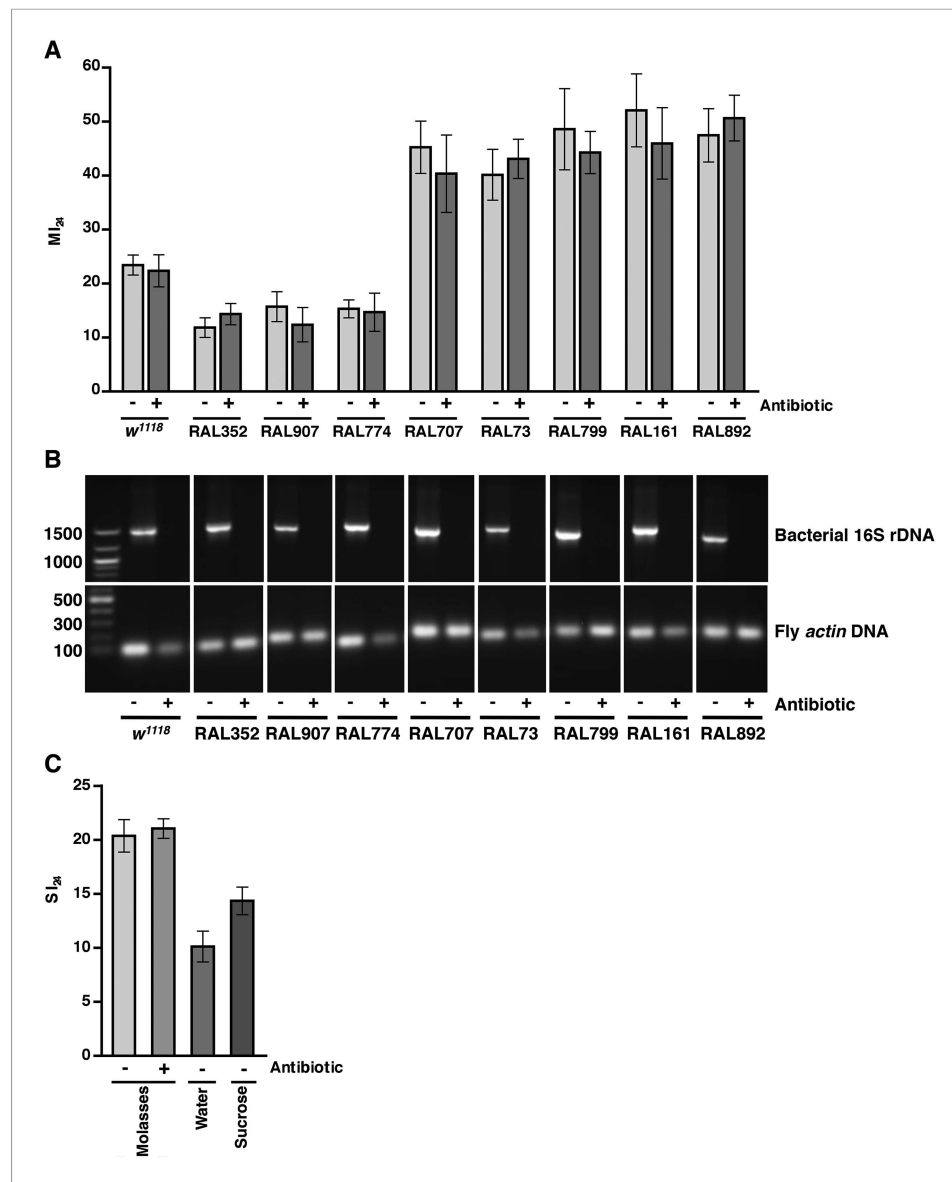 A
60
50
40
30
20
10
0
MI24
- + - + - + - + - + - + - + - + - + Antibiotic
w1118 RAL352 RAL907 RAL774 RAL707 RAL73 RAL799 RAL161 RAL892
B
1500
1000
Bacterial 16S rDNA
500
300
100
Fly actin DNA
- + - + - + - + - + - + - + - + - + Antibiotic
w1118 RAL352 RAL907 RAL774 RAL707 RAL73 RAL799 RAL161 RAL892
C
25
20
15
10
5
0
SI24
- + - - Antibiotic
Molasses Water Sucrose